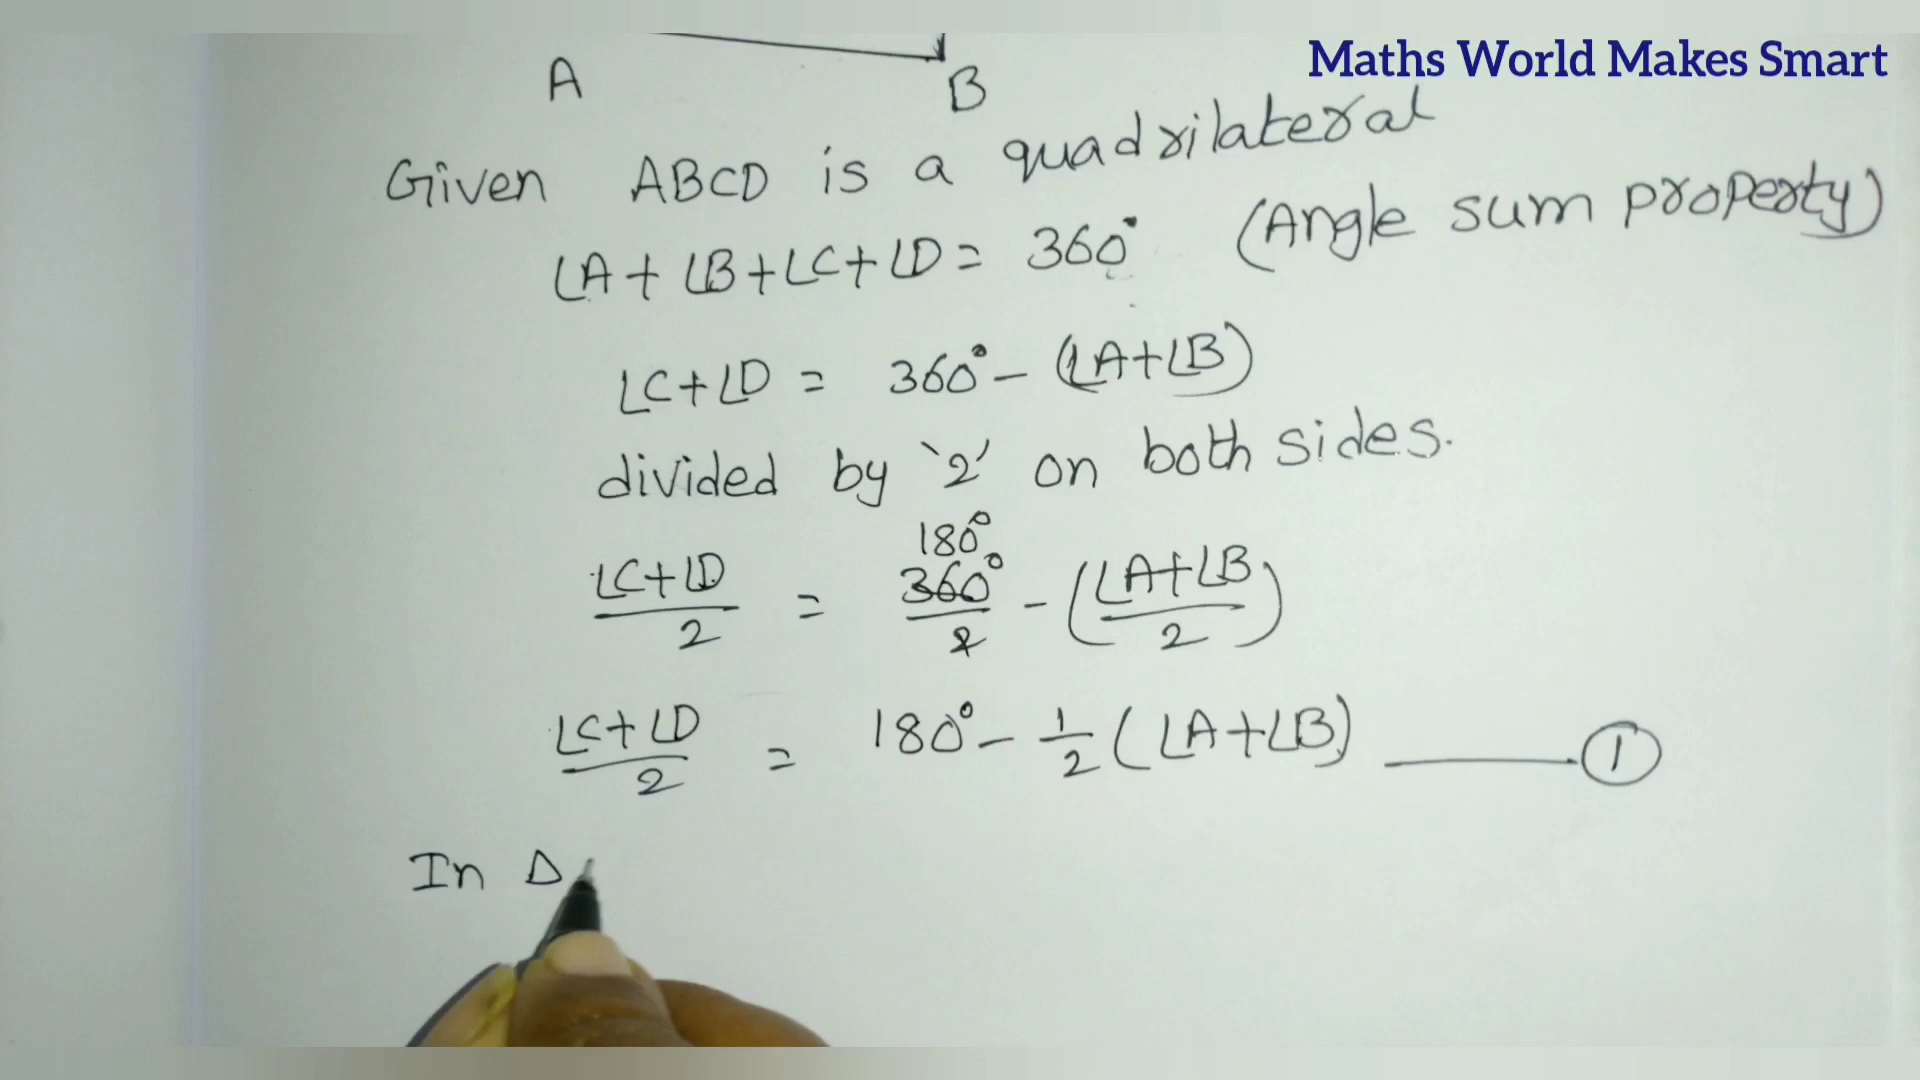 Maths World Makes Smart
A B
Given ABCD is a quadrilateral
∠A + ∠B + ∠C + ∠D = 360° (Angle sum property)
∠C + ∠D = 360° - (∠A + ∠B)
divided by '2' on both sides.
180°
∠C + ∠D / 2 = 360° / 2 - (∠A + ∠B / 2)
∠C + ∠D / 2 = 180° - 1/2 (∠A + ∠B) ——— ①
In Δ